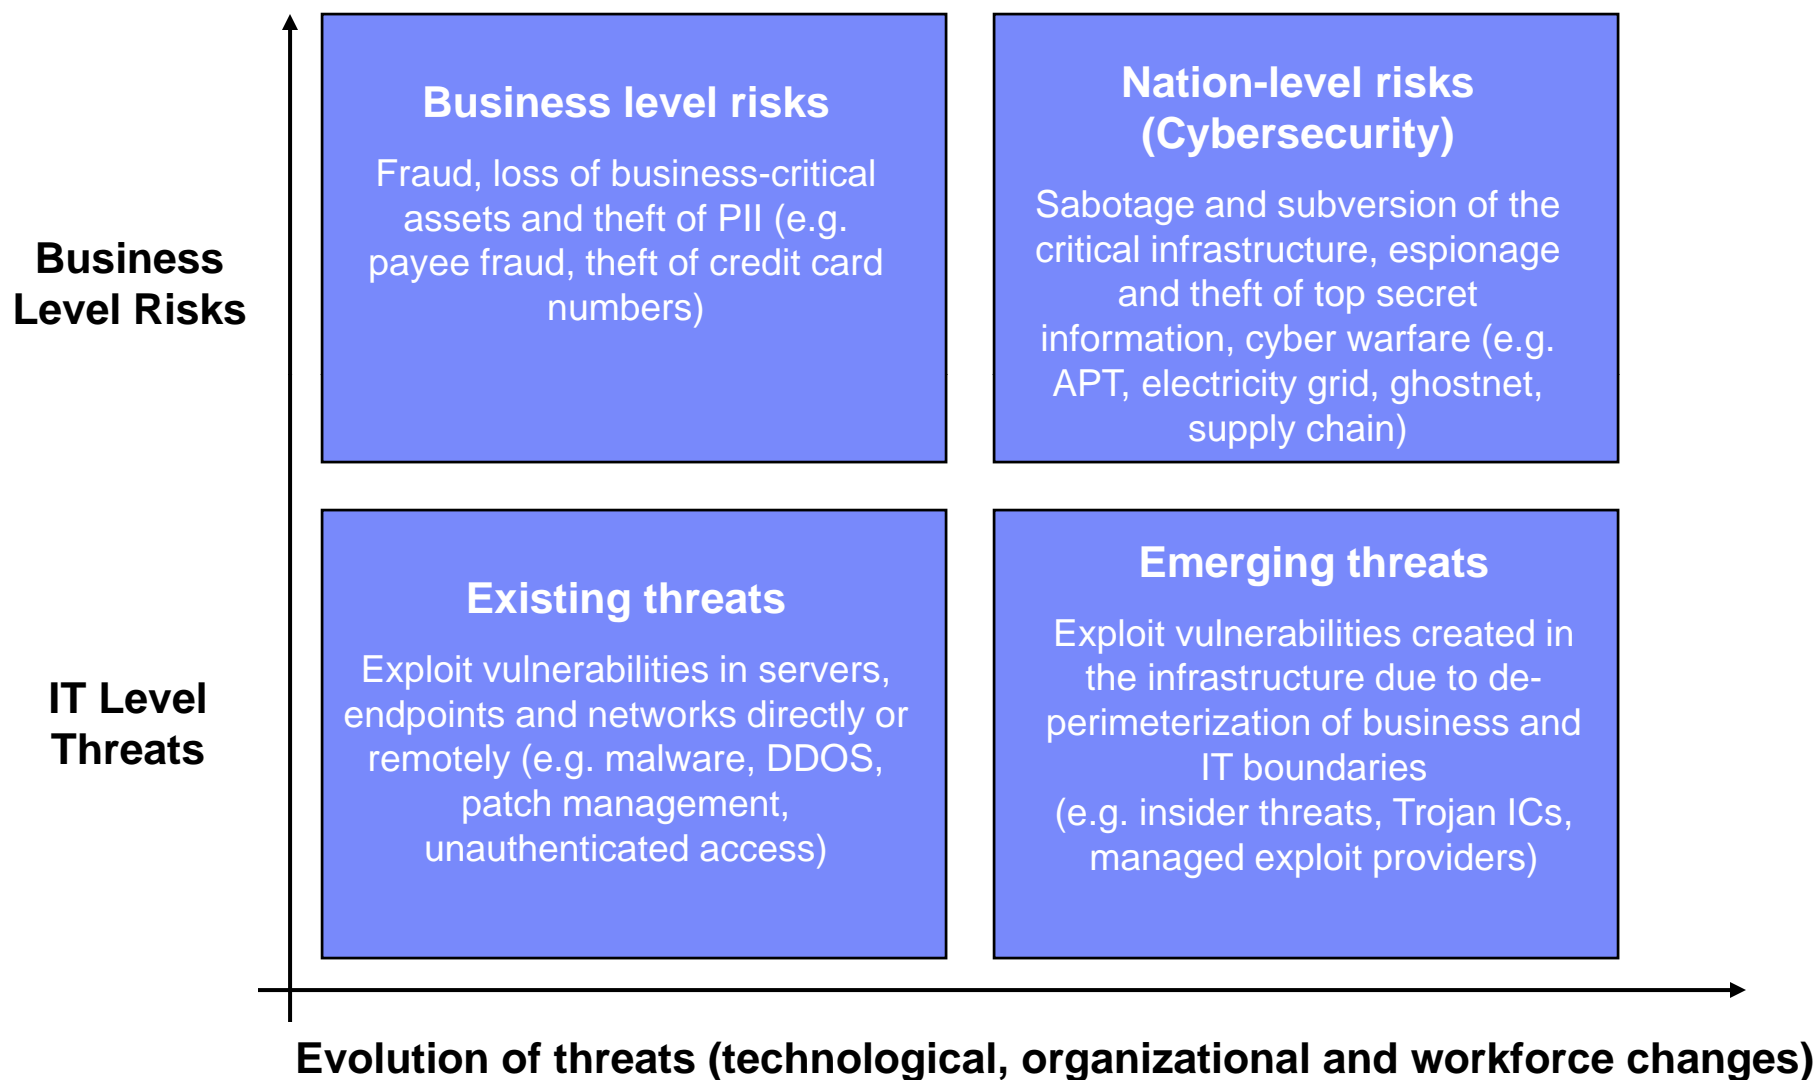 Business level risks
Fraud, loss of business-critical
assets and theft of PII (e.g.
payee fraud, theft of credit card
numbers)
Nation-level risks
(Cybersecurity)
Sabotage and subversion of the
critical infrastructure, espionage
and theft of top secret
information, cyber warfare (e.g.
APT, electricity grid, ghostnet,
supply chain)
Business
Level Risks
Existing threats
Exploit vulnerabilities in servers,
endpoints and networks directly or
remotely (e.g. malware, DDOS,
patch management,
unauthenticated access)
Emerging threats
Exploit vulnerabilities created in
the infrastructure due to de-
perimeterization of business and
IT boundaries
(e.g. insider threats, Trojan ICs,
managed exploit providers)
IT Level
Threats
Evolution of threats (technological, organizational and workforce changes)